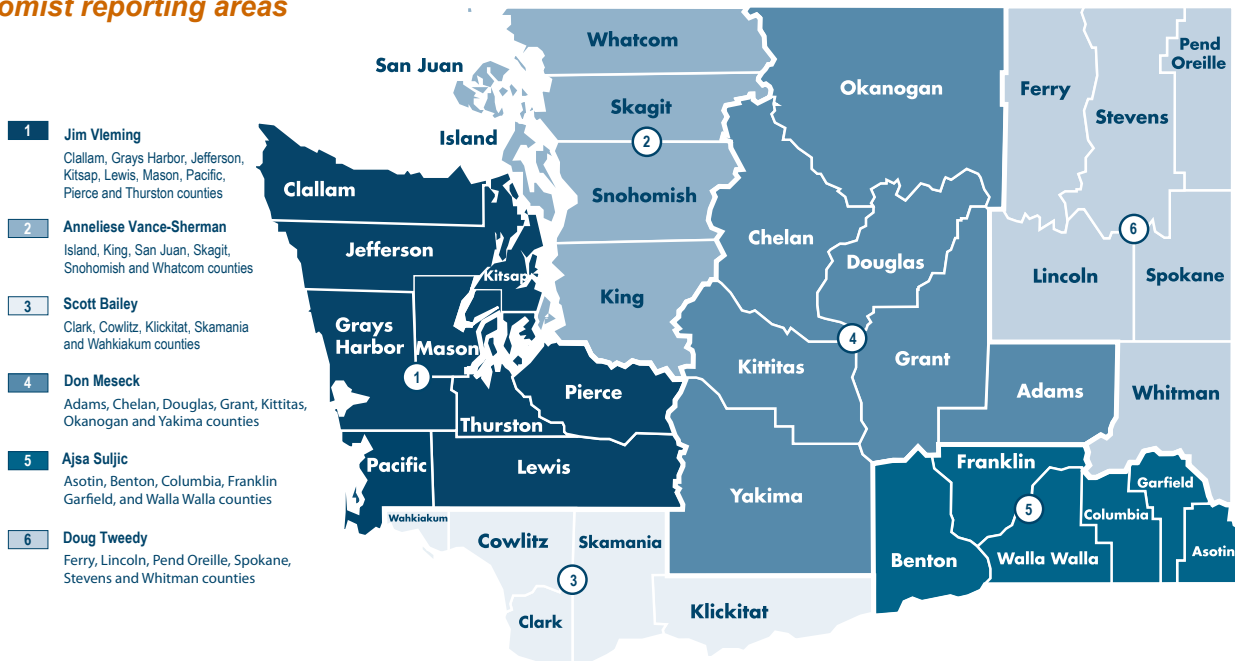 omist reporting areas
1 Jim Vleming
Clallam, Grays Harbor, Jefferson,
Kitsap, Lewis, Mason, Pacific,
Pierce and Thurston counties
2 Anneliese Vance-Sherman
Island, King, San Juan, Skagit,
Snohomish and Whatcom counties
3 Scott Bailey
Clark, Cowlitz, Klickitat, Skamania
and Wahkiakum counties
4 Don Meseck
Adams, Chelan, Douglas, Grant, Kittitas,
Okanogan and Yakima counties
5 Ajsa Suljic
Asotin, Benton, Columbia, Franklin
Garfield, and Walla Walla counties
6 Doug Tweedy
Ferry, Lincoln, Pend Oreille, Spokane,
Stevens and Whitman counties
Whatcom
San Juan
Skagit
Island
2
Snohomish
King
Clallam
Jefferson
Kitsap
Grays
Harbor
Mason
1
Pierce
Thurston
Pacific
Lewis
Wahkiakum
Cowlitz
Skamania
3
Clark
Klickitat
Okanogan
Chelan
Douglas
4
Kittitas
Grant
Adams
Yakima
Ferry
Stevens
Pend
Oreille
6
Lincoln
Spokane
Whitman
Franklin
Garfield
5
Columbia
Benton
Walla Walla
Asotin